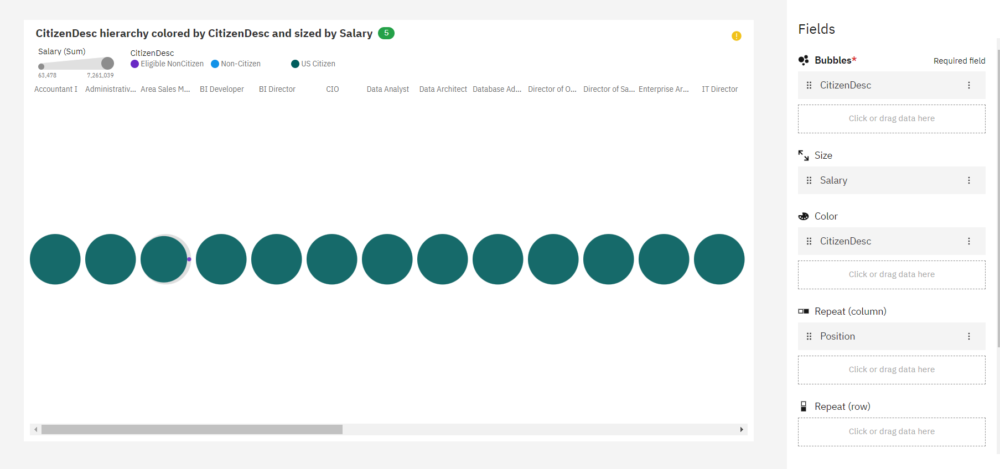 CitizenDesc hierarchy colored by CitizenDesc and sized by Salary 5
Salary (Sum)
63,478 7,261,039
CitizenDesc
Eligible NonCitizen Non-Citizen US Citizen
Accountant I Administrativ... Area Sales M... BI Developer BI Director CIO Data Analyst Data Architect Database Ad... Director of O... Director of Sa... Enterprise Ar... IT Director
Fields
Bubbles* Required field
CitizenDesc
Click or drag data here
Size
Salary
Color
CitizenDesc
Click or drag data here
Repeat (column)
Position
Click or drag data here
Repeat (row)
Click or drag data here